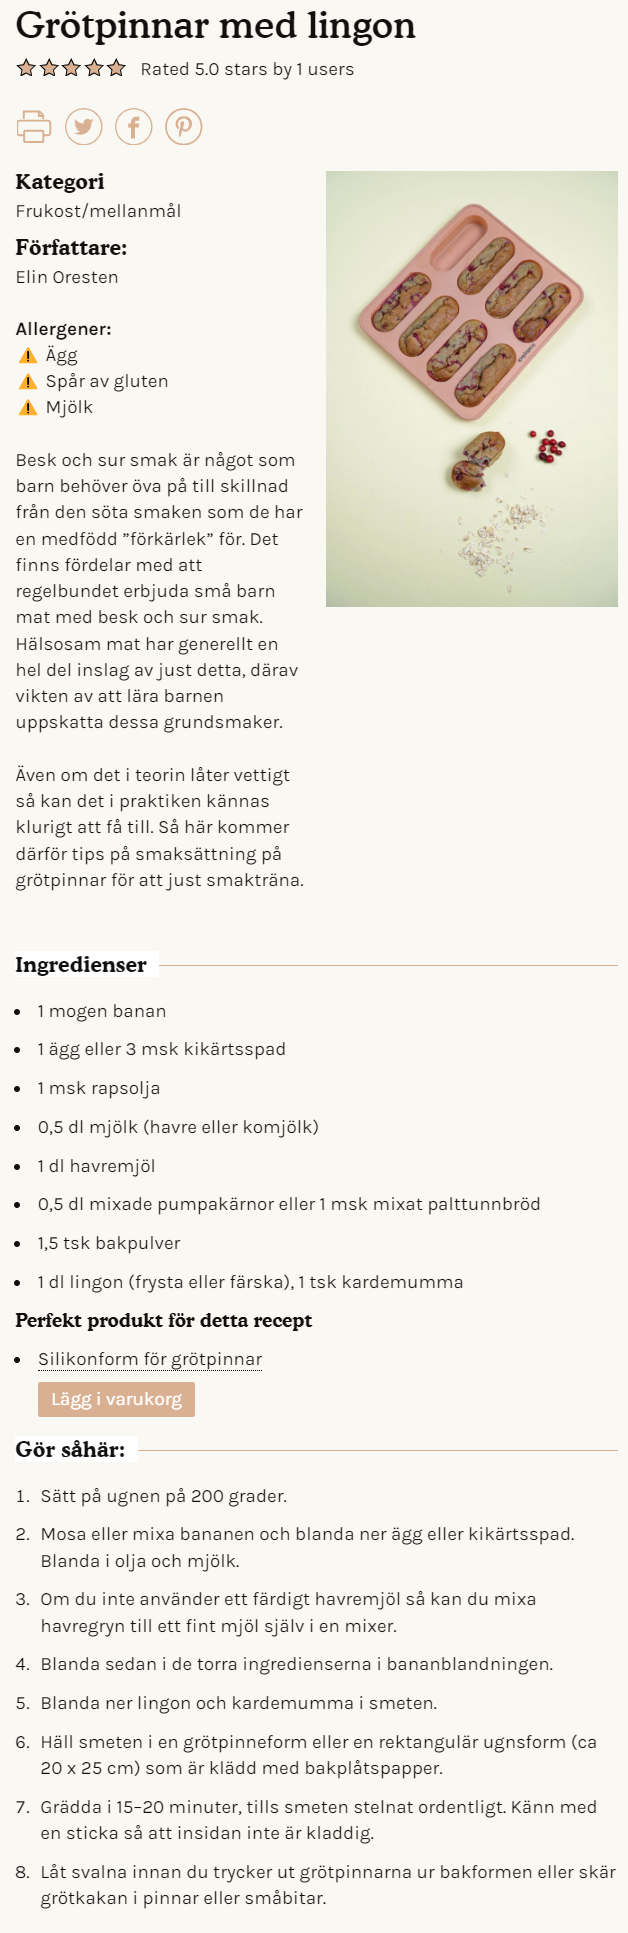 Grötpinnar med lingon
Rated 5.0 stars by 1 users
Kategori
Frukost/mellanmål
Författare:
Elin Oresten
Allergener:
⚠️ Ägg
⚠️ Spår av gluten
⚠️ Mjölk
Besk och sur smak är något som
barn behöver öva på till skillnad
från den söta smaken som de har
en medfödd ”förkärlek” för. Det
finns fördelar med att
regelbundet erbjuda små barn
mat med besk och sur smak.
Hälsosam mat har generellt en
hel del inslag av just detta, därav
vikten av att lära barnen
uppskatta dessa grundsmaker.
Även om det i teorin låter vettigt
så kan det i praktiken kännas
klurigt att få till. Så här kommer
därför tips på smaksättning på
grötpinnar för att just smakträna.
Ingredienser
• 1 mogen banan
• 1 ägg eller 3 msk kikärtsspad
• 1 msk rapsolja
• 0,5 dl mjölk (havre eller komjölk)
• 1 dl havremjöl
• 0,5 dl mixade pumpakärnor eller 1 msk mixat palttunnbröd
• 1,5 tsk bakpulver
• 1 dl lingon (frysta eller färska), 1 tsk kardemumma
Perfekt produkt för detta recept
• Silikonform för grötpinnar
Lägg i varukorg
Gör såhär:
1. Sätt på ugnen på 200 grader.
2. Mosa eller mixa bananen och blanda ner ägg eller kikärtsspad.
Blanda i olja och mjölk.
3. Om du inte använder ett färdigt havremjöl så kan du mixa
havregryn till ett fint mjöl själv i en mixer.
4. Blanda sedan i de torra ingredienserna i bananblandningen.
5. Blanda ner lingon och kardemumma i smeten.
6. Häll smeten i en grötpinneform eller en rektangulär ugnsform (ca
20 x 25 cm) som är klädd med bakplåtspapper.
7. Grädda i 15–20 minuter, tills smeten stelnat ordentligt. Känn med
en sticka så att insidan inte är kladdig.
8. Låt svalna innan du trycker ut grötpinnarna ur bakformen eller skär
grötkakan i pinnar eller småbitar.